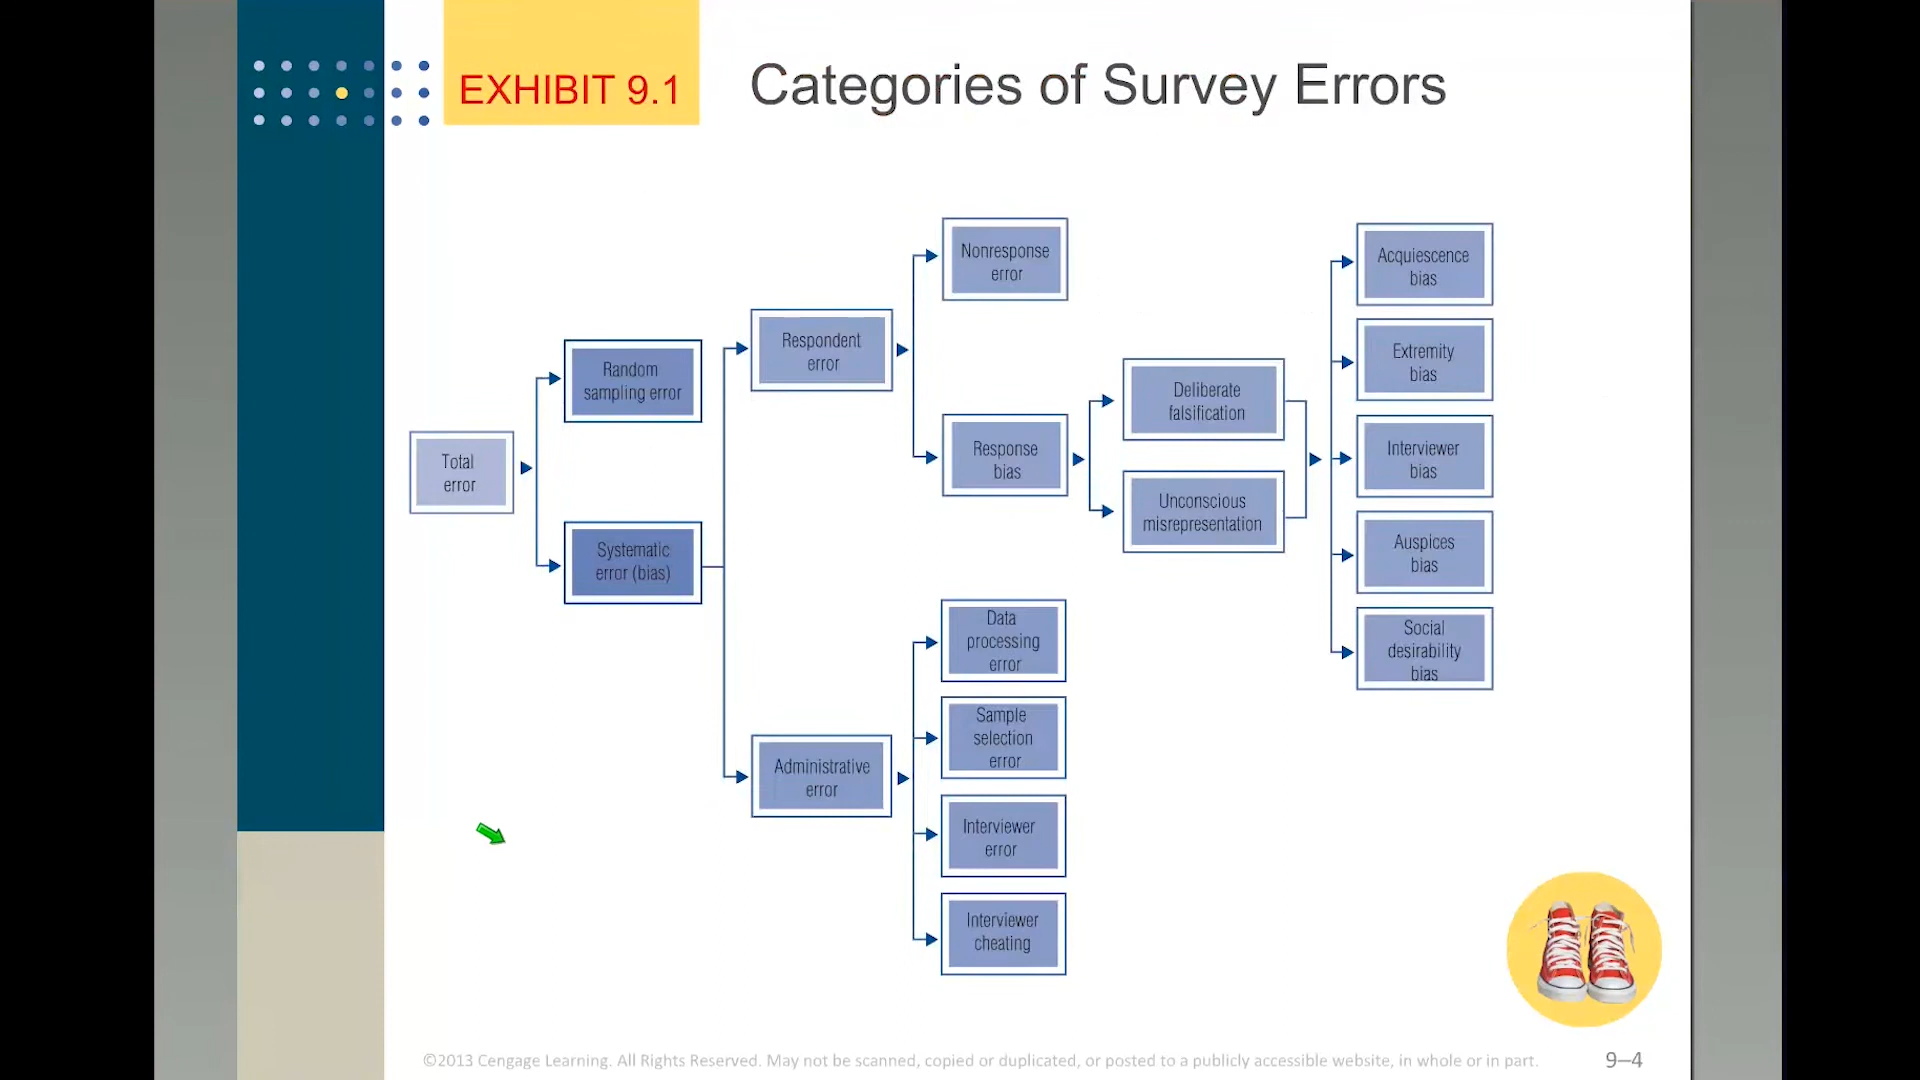 EXHIBIT 9.1
Categories of Survey Errors
Total
error
Random
sampling error
Systematic
error (bias)
Respondent
error
Administrative
error
Nonresponse
error
Response
bias
Data
processing
error
Sample
selection
error
Interviewer
error
Interviewer
cheating
Deliberate
falsification
Unconscious
misrepresentation
Acquiescence
bias
Extremity
bias
Interviewer
bias
Auspices
bias
Social
desirability
bias
©2013 Cengage Learning. All Rights Reserved. May not be scanned, copied or duplicated, or posted to a publicly accessible website, in whole or in part.
9–4